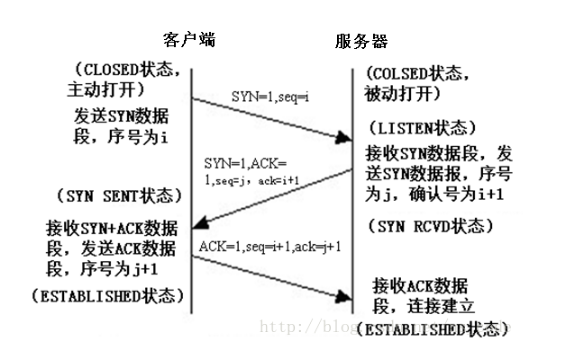 客户端
服务器
(CLOSED状态，
主动打开)
(COLSED状态，
被动打开)
SYN=1,seq=i
发送SYN数据
段，序号为i
(LISTEN状态)
接收SYN数据段，发
送SYN数据报，序号
为j，确认号为i+1
SYN=1,ACK=
1,seq=j，ack=i+1
(SYN SENT状态)
(SYN RCVD状态)
接收SYN+ACK数据
段，发送ACK数据
段，序号为j+1
ACK=1,seq=i+1,ack=j+1
(ESTABLISHED状态)
接收ACK数据
段，连接建立
(ESTABLISHED状态)
http://blog.